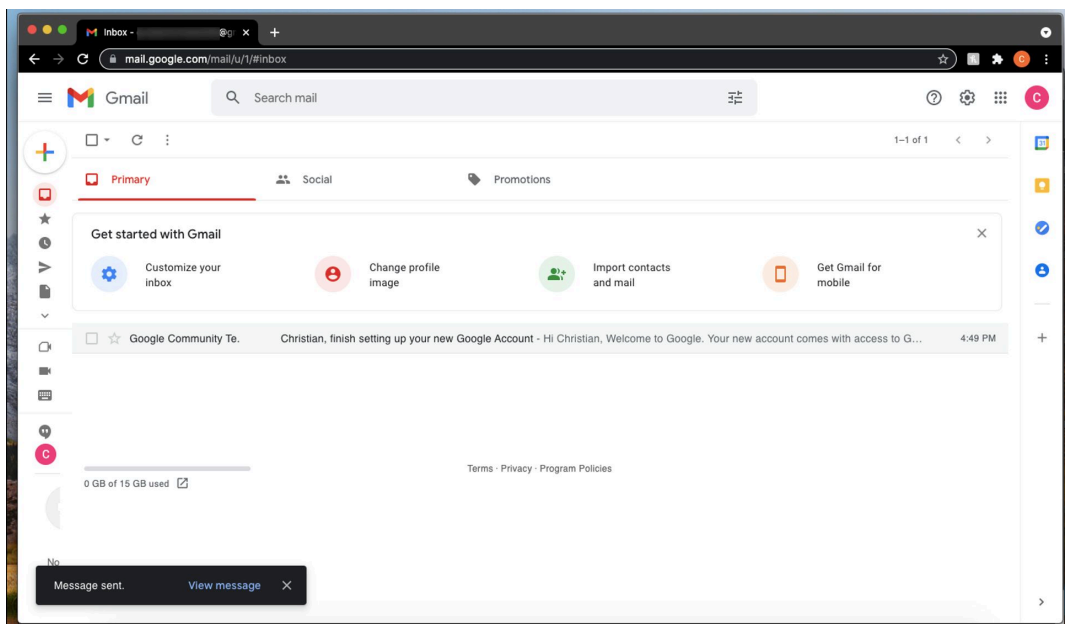 Inbox - @gr
mail.google.com/mail/u/1/#inbox
C
Gmail
Search mail
C
1–1 of 1
31
Primary
Social
Promotions
Get started with Gmail
Customize your
inbox
Change profile
image
Import contacts
and mail
Get Gmail for
mobile
Google Community Te.
Christian, finish setting up your new Google Account - Hi Christian, Welcome to Google. Your new account comes with access to G...
4:49 PM
C
Terms · Privacy · Program Policies
0 GB of 15 GB used
No
Message sent.
View message